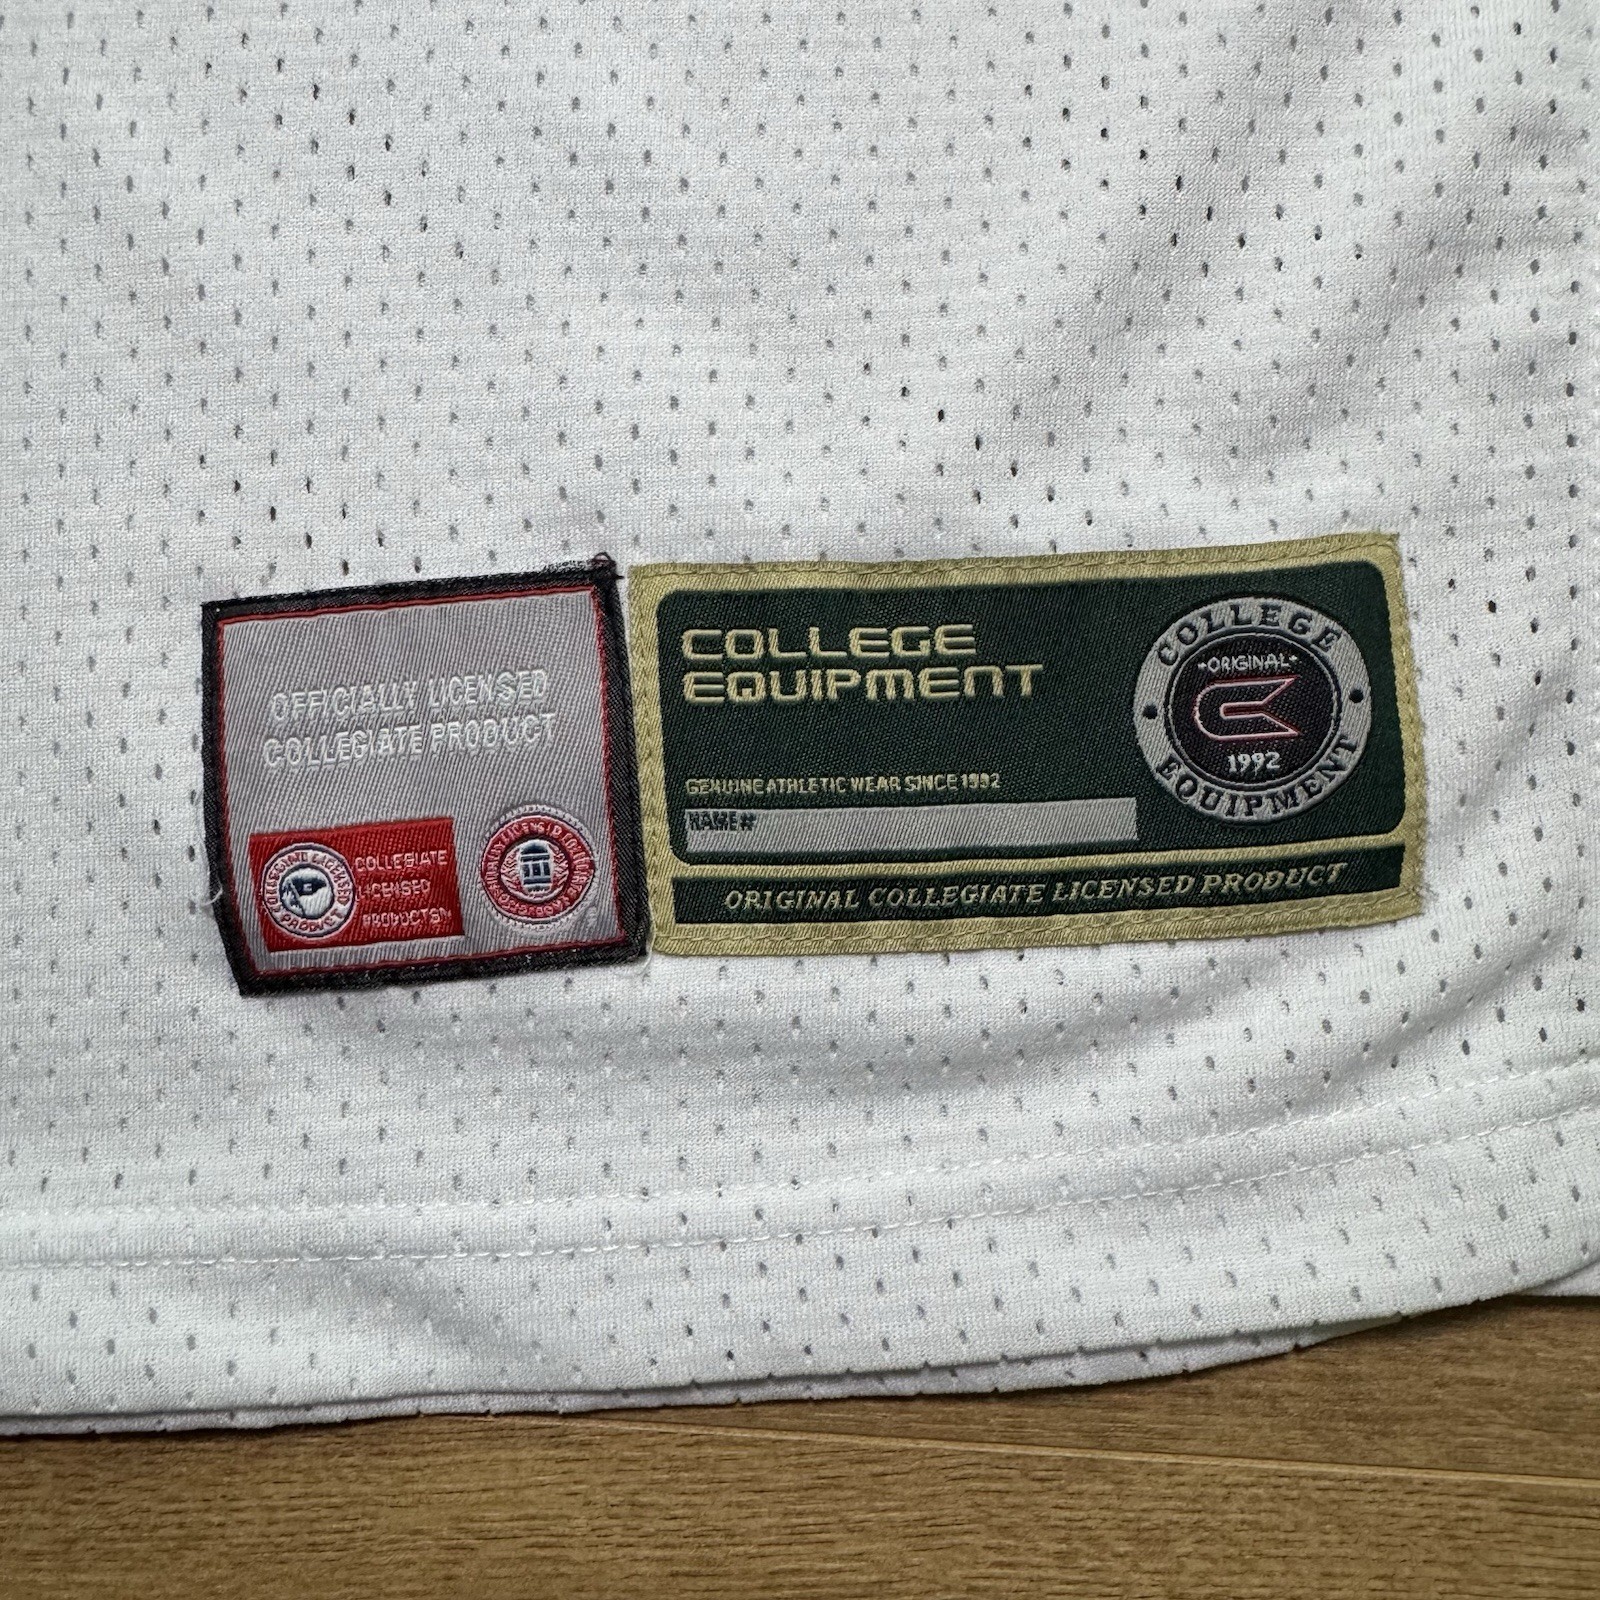 OFFICIALLY LICENSED
COLLEGIATE PRODUCT
COLLEGIATE
LICENSED
PRODUCTS
COLLEGE
EQUIPMENT
GENUINE ATHLETIC WEAR SINCE 1992
NAME#
COLLEGE
•ORIGINAL•
1992
EQUIPMENT
ORIGINAL COLLEGIATE LICENSED PRODUCT